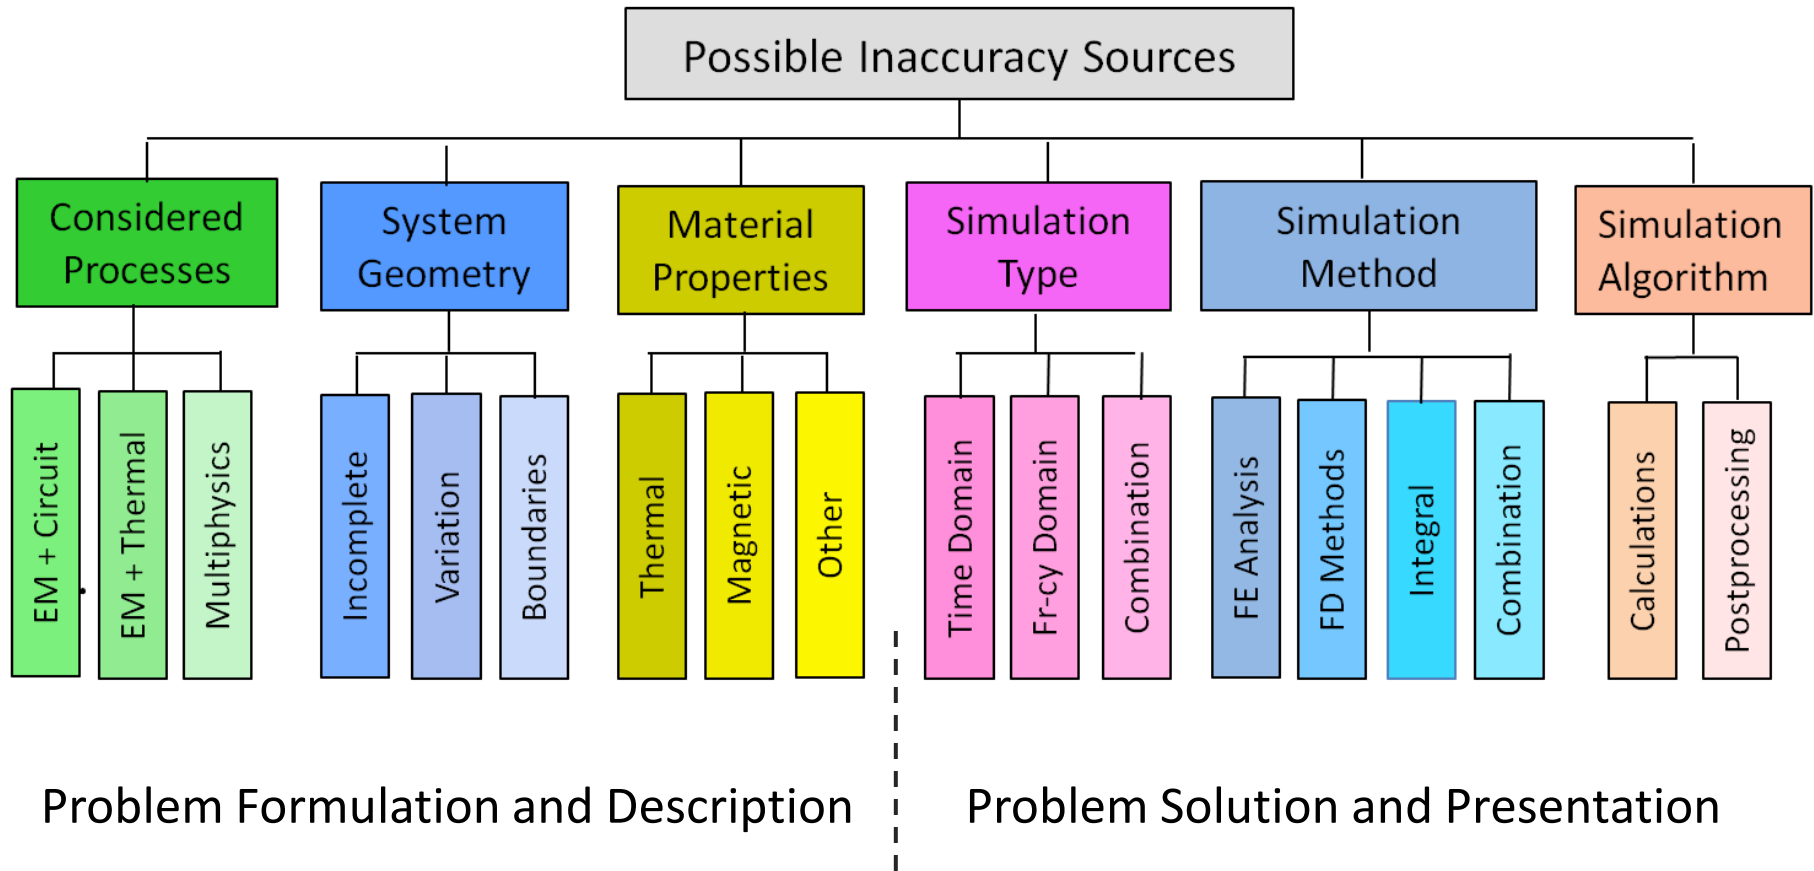 Possible Inaccuracy Sources
Considered
Processes
System
Geometry
Material
Properties
Simulation
Type
Simulation
Method
Simulation
Algorithm
EM + Circuit
EM + Thermal
Multiphysics
Incomplete
Variation
Boundaries
Thermal
Magnetic
Other
Time Domain
Fr-cy Domain
Combination
FE Analysis
FD Methods
Integral
Combination
Calculations
Postprocessing
Problem Formulation and Description
Problem Solution and Presentation